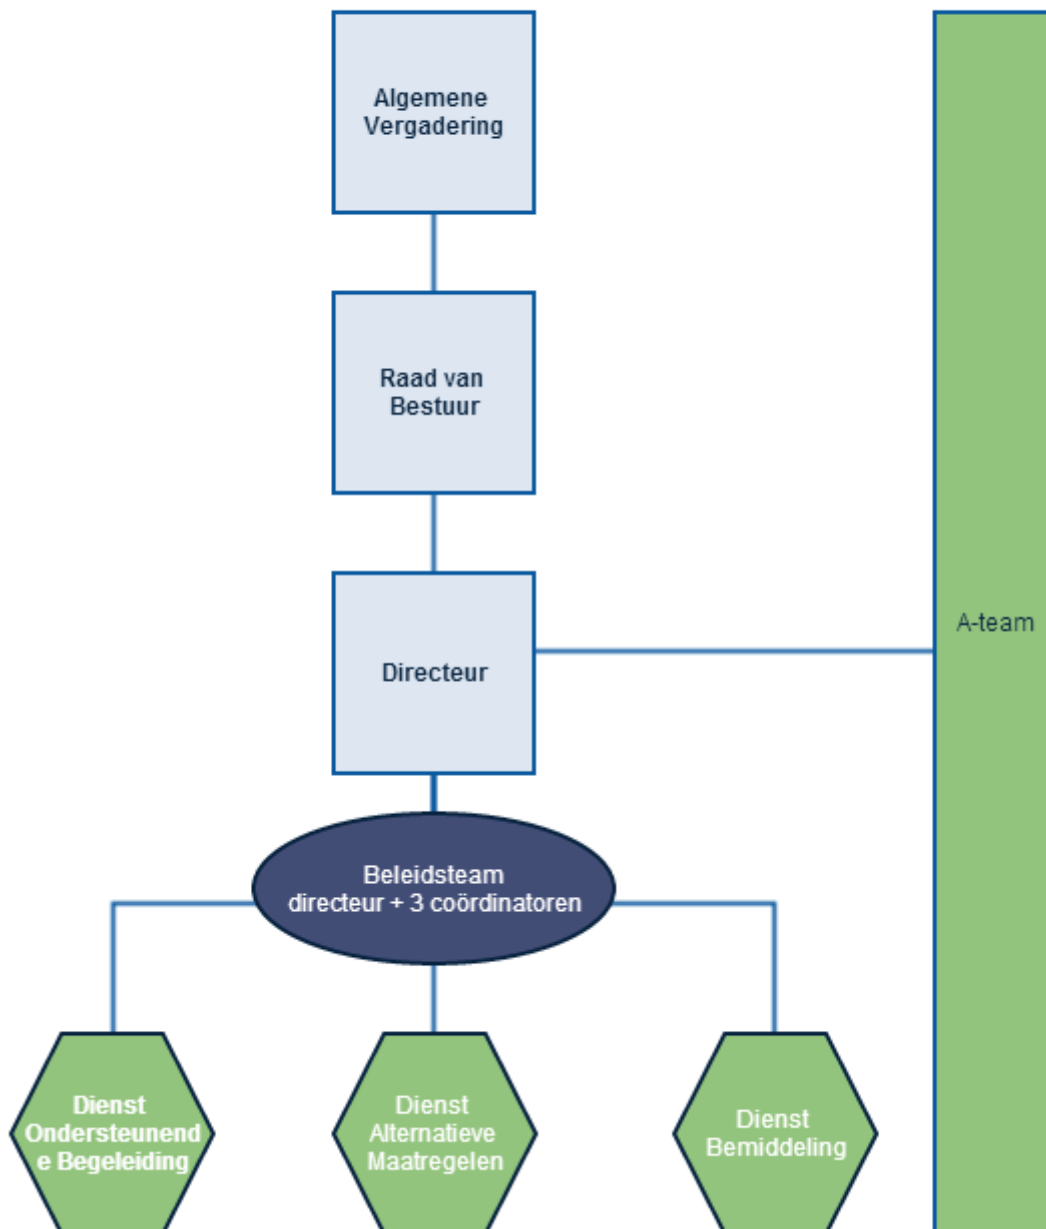 Algemene
Vergadering
Raad van
Bestuur
Directeur
A-team
Beleidsteam
directeur + 3 coördinatoren
Dienst
Ondersteunend
e Begeleiding
Dienst
Alternatieve
Maatregelen
Dienst
Bemiddeling